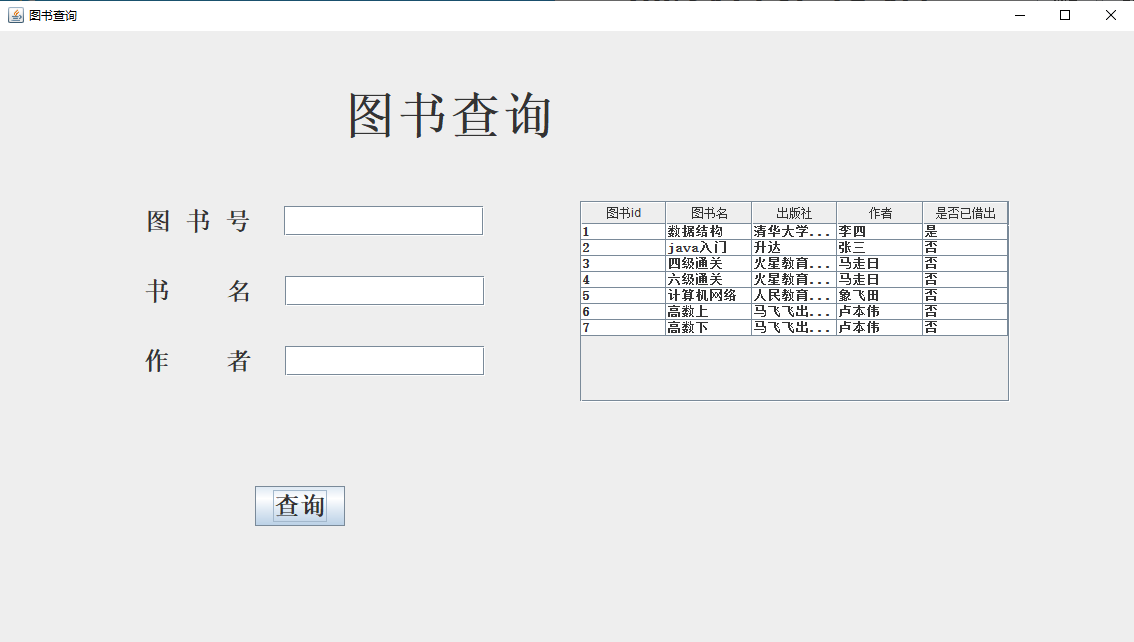 图书查询
图书查询
图 书 号
书 名
作 者
查询
图书id 图书名 出版社 作者 是否已借出
1 数据结构 清华大学... 李四 是
2 java入门 升达 张三 否
3 四级通关 火星教育... 马走日 否
4 六级通关 火星教育... 马走日 否
5 计算机网络 人民教育... 象飞田 否
6 高数上 马飞飞出... 卢本伟 否
7 高数下 马飞飞出... 卢本伟 否